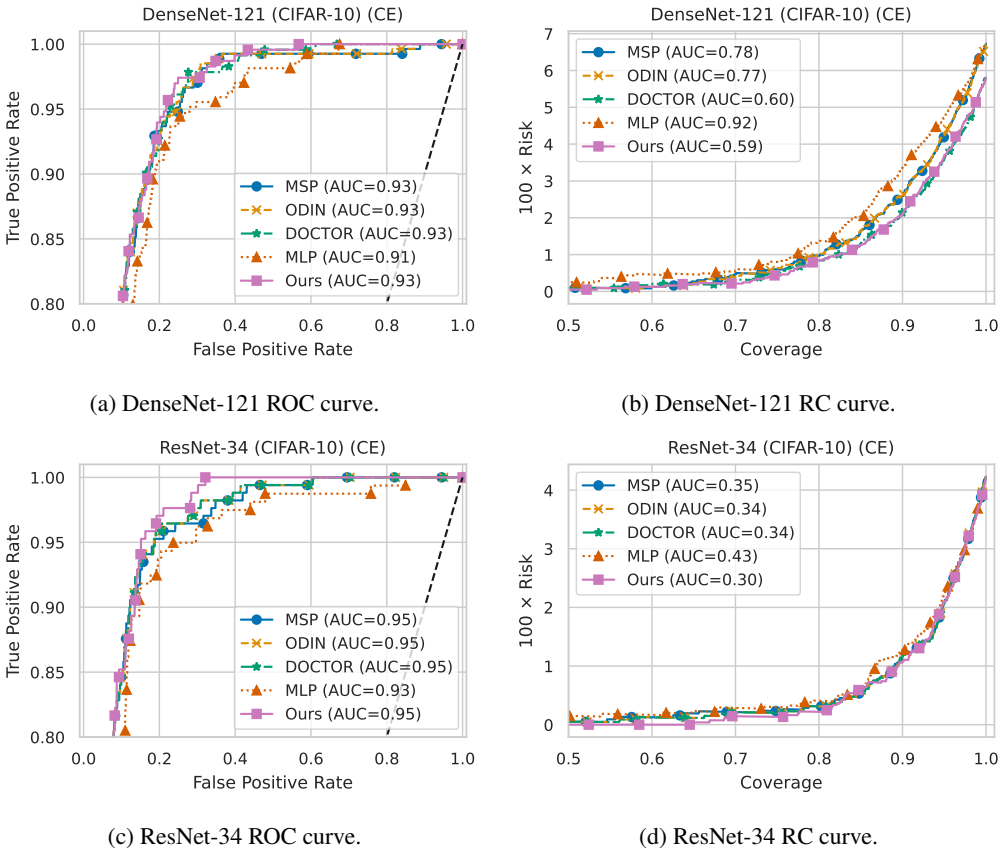 DenseNet-121 (CIFAR-10) (CE)
True Positive Rate
1.00
0.95
0.90
0.85
0.80
MSP (AUC=0.93)
ODIN (AUC=0.93)
DOCTOR (AUC=0.93)
MLP (AUC=0.91)
Ours (AUC=0.93)
0.0 0.2 0.4 0.6 0.8 1.0
False Positive Rate
(a) DenseNet-121 ROC curve.
DenseNet-121 (CIFAR-10) (CE)
100 × Risk
7
6
5
4
3
2
1
0
MSP (AUC=0.78)
ODIN (AUC=0.77)
DOCTOR (AUC=0.60)
MLP (AUC=0.92)
Ours (AUC=0.59)
0.5 0.6 0.7 0.8 0.9 1.0
Coverage
(b) DenseNet-121 RC curve.
ResNet-34 (CIFAR-10) (CE)
True Positive Rate
1.00
0.95
0.90
0.85
0.80
MSP (AUC=0.95)
ODIN (AUC=0.95)
DOCTOR (AUC=0.95)
MLP (AUC=0.93)
Ours (AUC=0.95)
0.0 0.2 0.4 0.6 0.8 1.0
False Positive Rate
(c) ResNet-34 ROC curve.
ResNet-34 (CIFAR-10) (CE)
100 × Risk
4
3
2
1
0
MSP (AUC=0.35)
ODIN (AUC=0.34)
DOCTOR (AUC=0.34)
MLP (AUC=0.43)
Ours (AUC=0.30)
0.5 0.6 0.7 0.8 0.9 1.0
Coverage
(d) ResNet-34 RC curve.